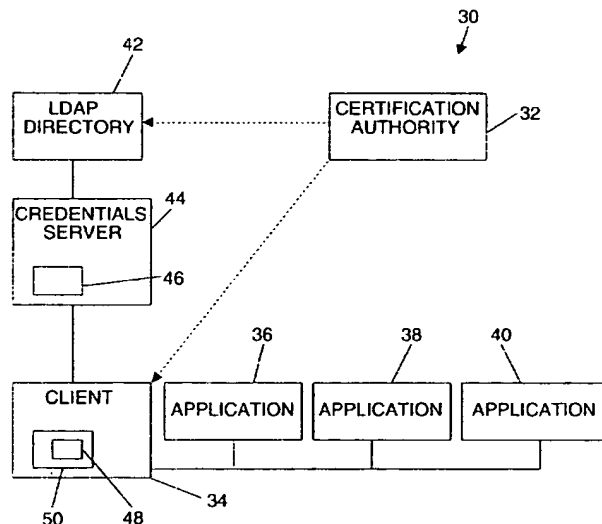 30
42
LDAP
DIRECTORY
CERTIFICATION
AUTHORITY
32
44
CREDENTIALS
SERVER
46
36
38
40
CLIENT
APPLICATION
APPLICATION
APPLICATION
50
48
34